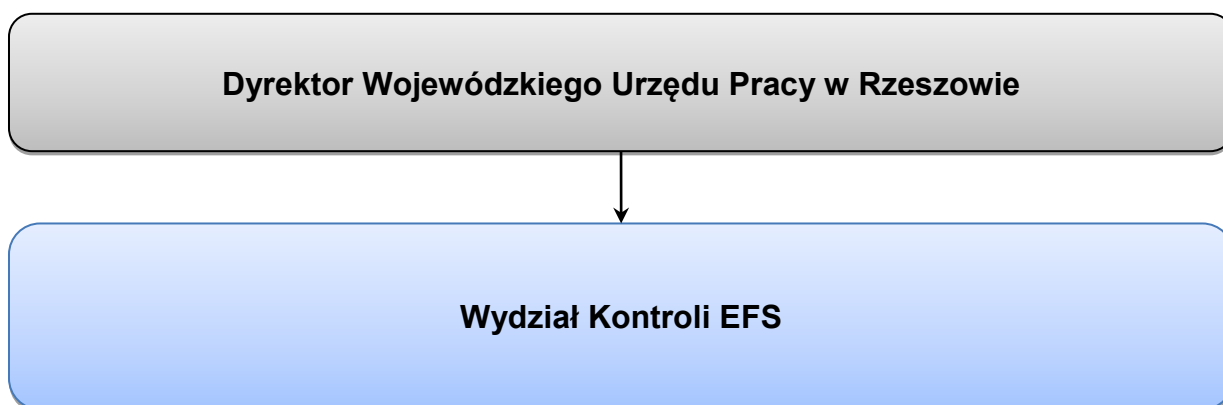 Dyrektor Wojewódzkiego Urzędu Pracy w Rzeszowie
Wydział Kontroli EFS